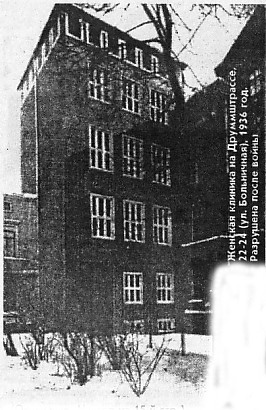 Женская клиника на Друммштрассе,
22-24 (ул. Больничная), 1936 год.
Разрушена после войны